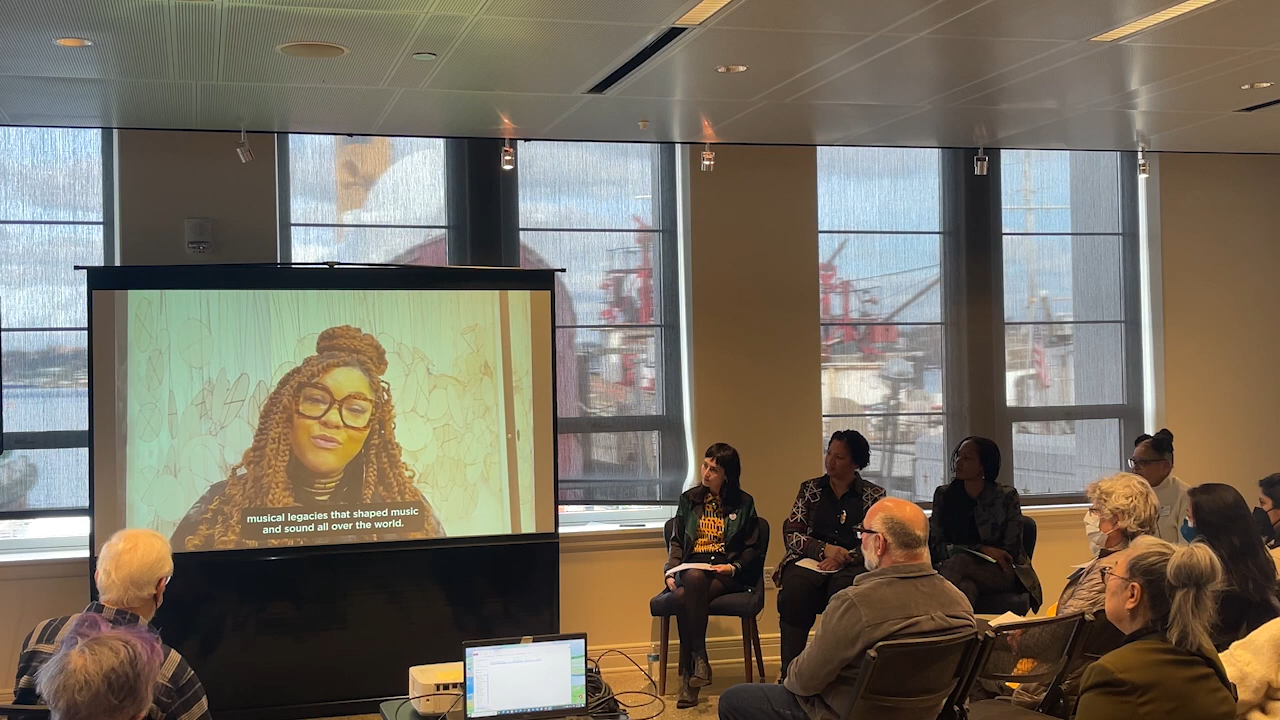 musical legacies that shaped music
and sound all over the world.